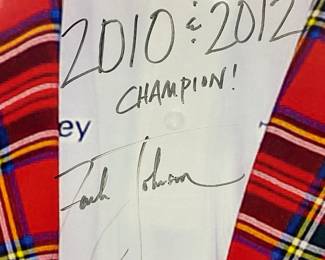 2010 & 2012
CHAMPION!
ey
Zach Johnson